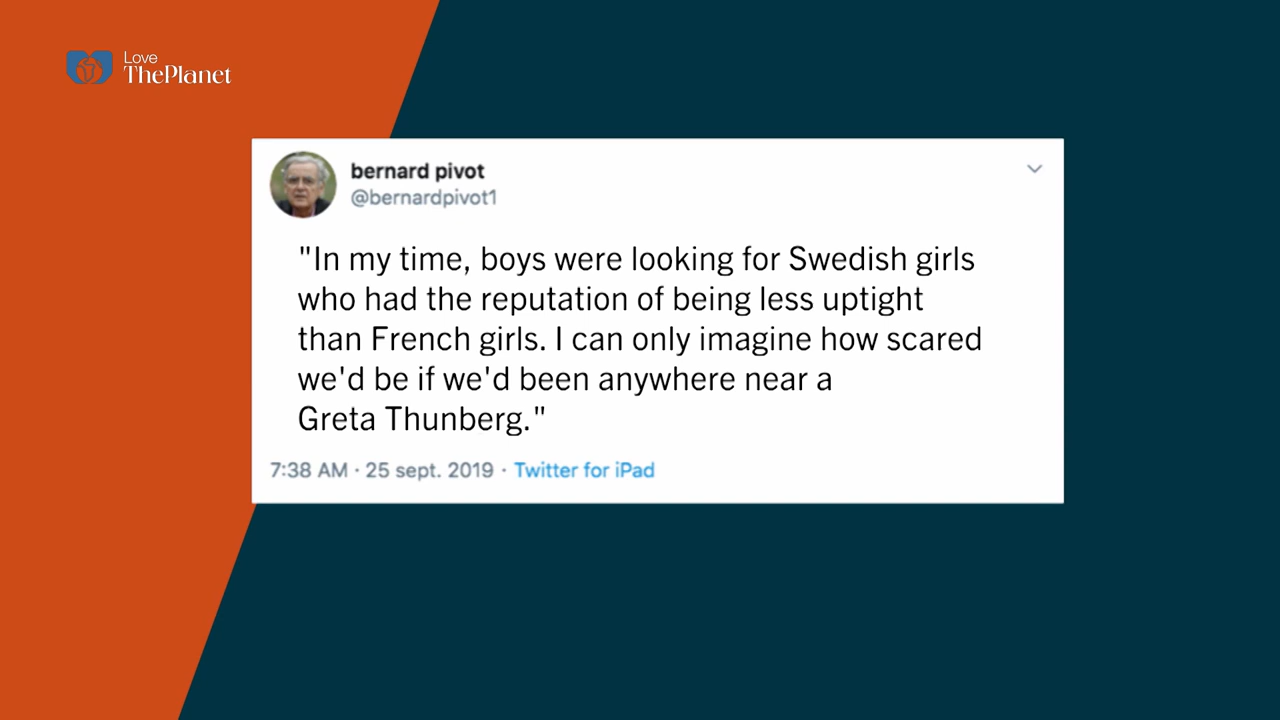 Love
ThePlanet
bernard pivot
@bernardpivot1
"In my time, boys were looking for Swedish girls
who had the reputation of being less uptight
than French girls. I can only imagine how scared
we'd be if we'd been anywhere near a
Greta Thunberg."
7:38 AM · 25 sept. 2019 · Twitter for iPad